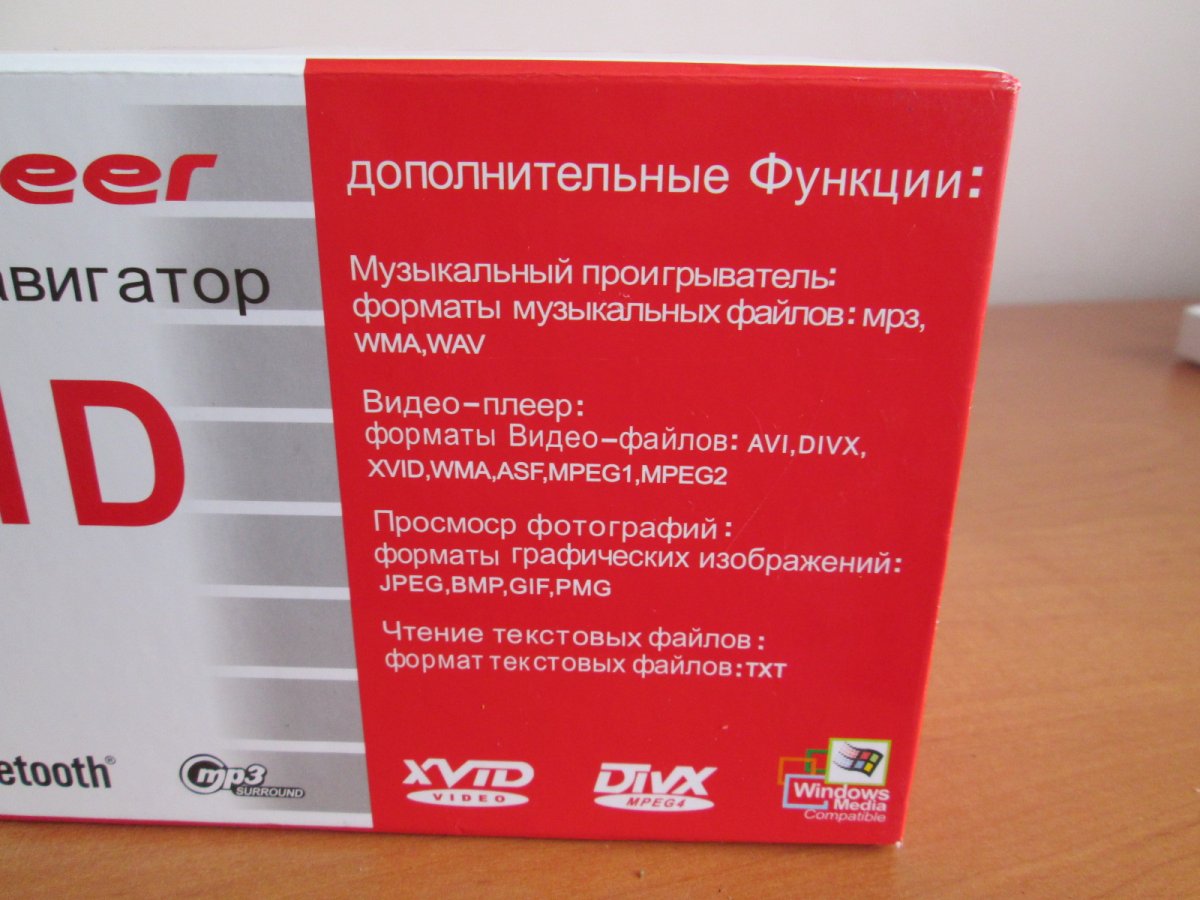 eer
авигатор
ID
etooth®
mp3
SURROUND
дополнительные Функции:
Музыкальный проигрыватель:
форматы музыкальных файлов: мрз,
WMA,WAV
Видео-плеер:
форматы Видео-файлов: AVI,DIVX,
XVID,WMA,ASF,MPEG1,MPEG2
Просмоср фотографий:
форматы графических изображений:
JPEG,BMP,GIF,PMG
Чтение текстовых файлов:
формат текстовых файлов:TXT
XVID
VIDEO
DIVX
MPEG4
Windows
Media
Compatible